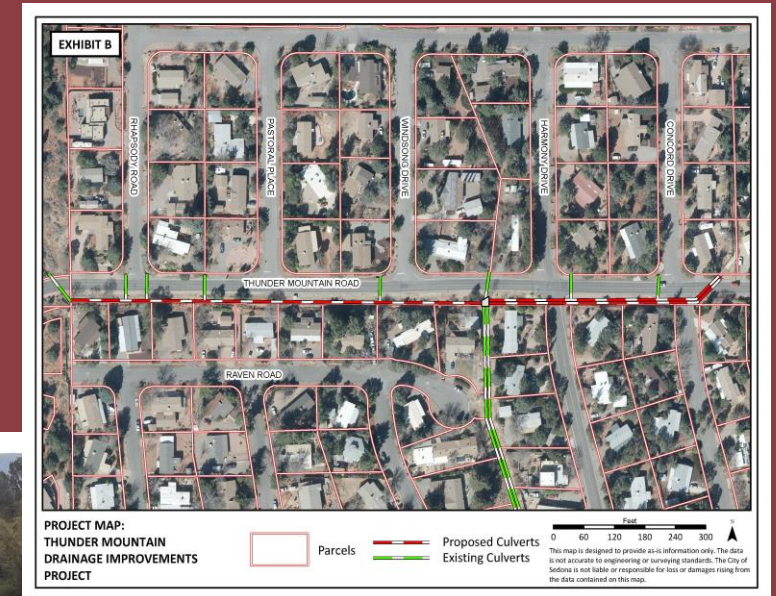 EXHIBIT B
RHAPSODY ROAD
PASTORAL PLACE
WINDSONG DRIVE
HARMONY DRIVE
CONCORD DRIVE
THUNDER MOUNTAIN ROAD
RAVEN ROAD
PROJECT MAP:
THUNDER MOUNTAIN
DRAINAGE IMPROVEMENTS
PROJECT
Parcels
Proposed Culverts
Existing Culverts
Feet
0 60 120 180 240 300
N
This map is designed to provide as-is information only. The data
is not accurate to engineering or surveying standards. The City of
Sedona is not liable or responsible for loss or damages rising from
the data contained on this map.